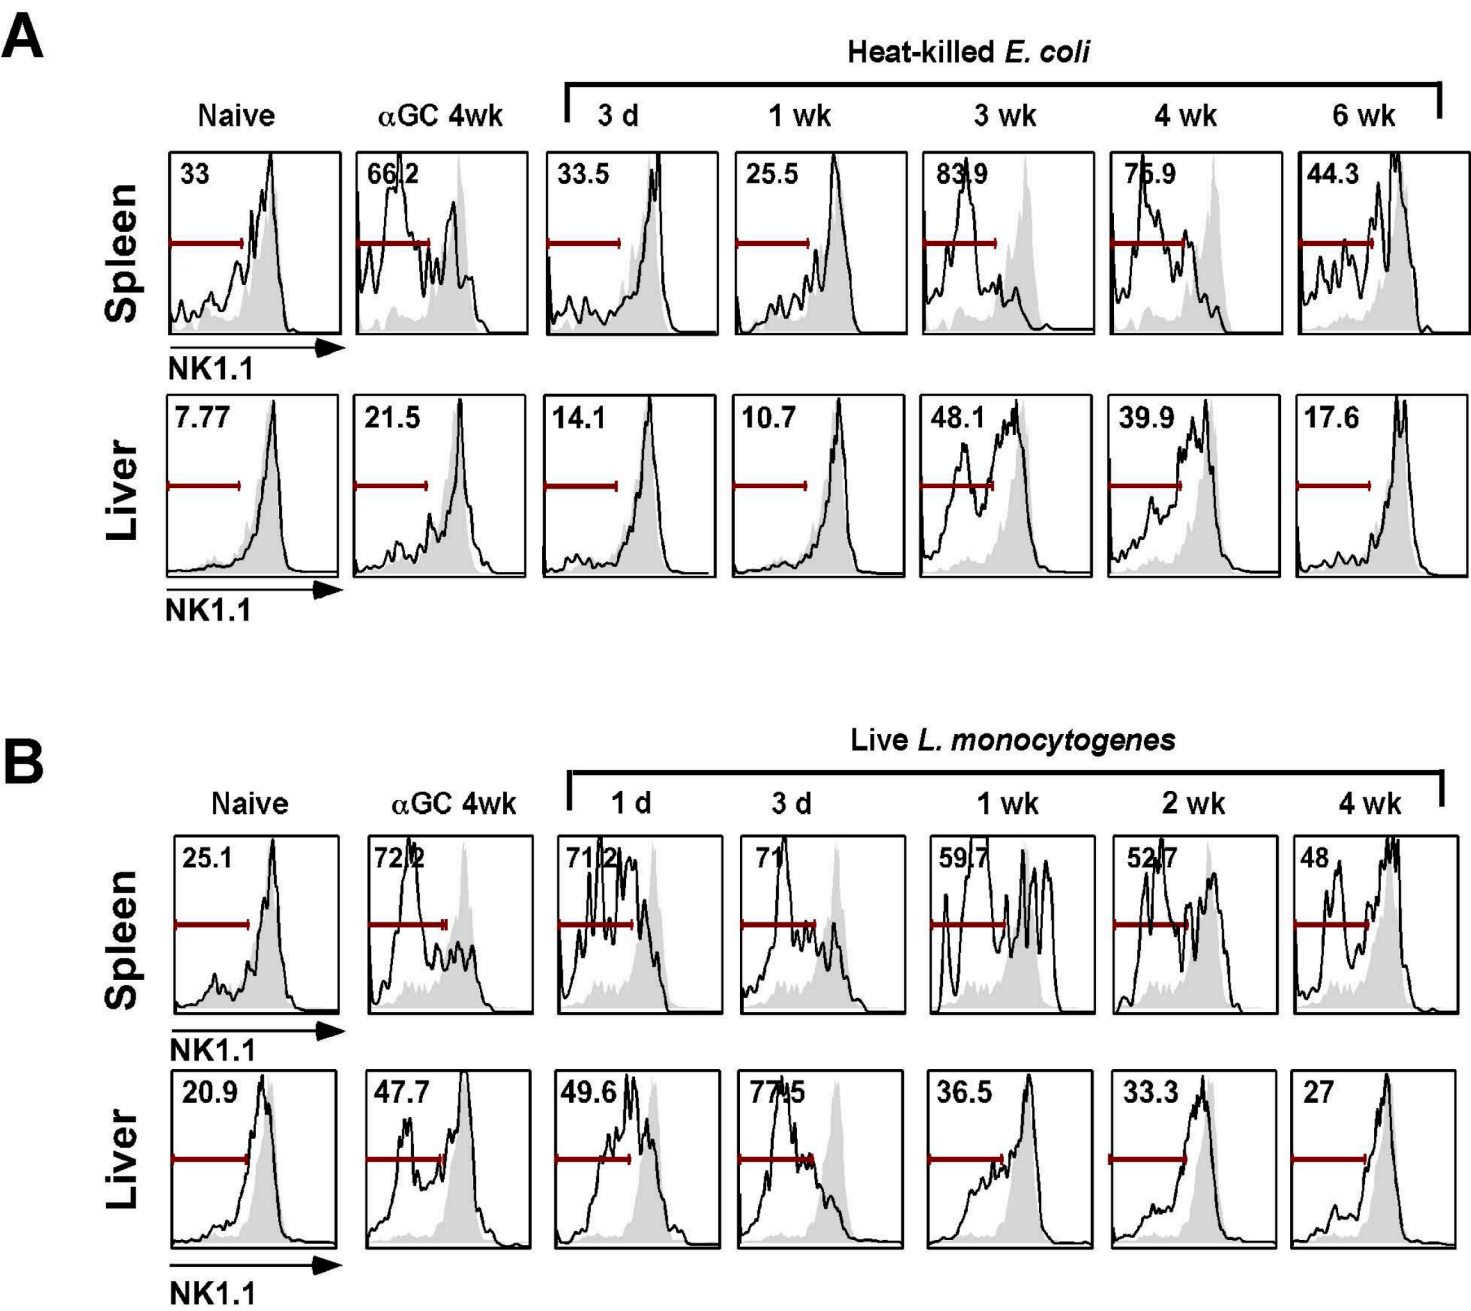 A
Heat-killed E. coli
Naive αGC 4wk 3 d 1 wk 3 wk 4 wk 6 wk
Spleen
33 66.2 33.5 25.5 83.9 75.9 44.3
NK1.1
Liver
7.77 21.5 14.1 10.7 48.1 39.9 17.6
NK1.1
B
Live L. monocytogenes
Naive αGC 4wk 1 d 3 d 1 wk 2 wk 4 wk
Spleen
25.1 72.2 71.2 71 59.7 52.7 48
NK1.1
Liver
20.9 47.7 49.6 77.5 36.5 33.3 27
NK1.1